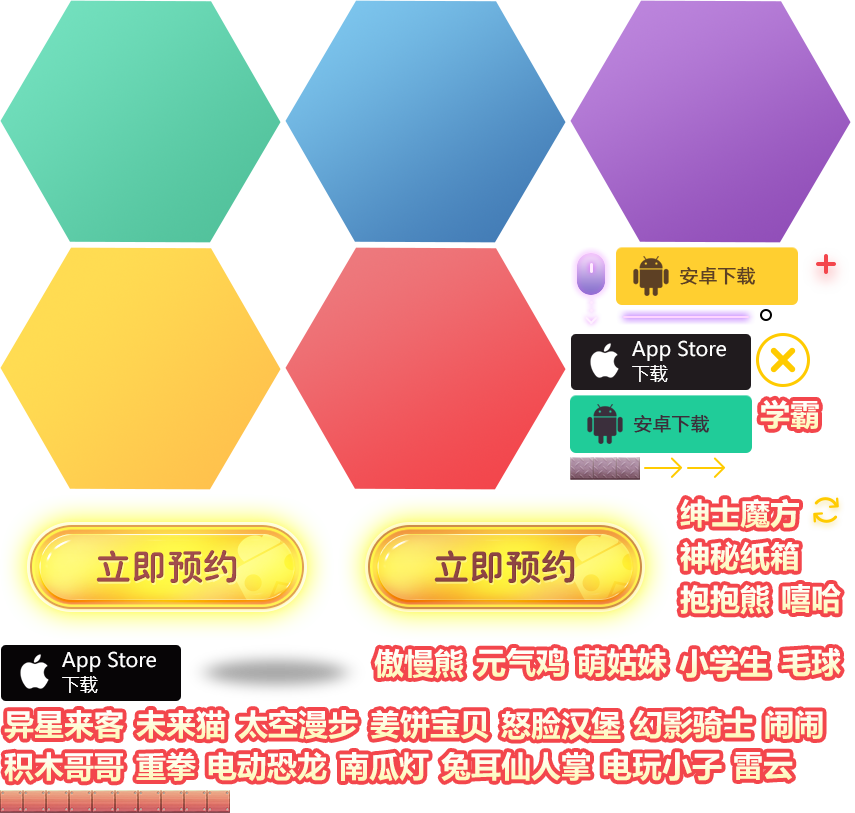 安卓下载
App Store
下载
安卓下载
学霸
绅士魔方
神秘纸箱
抱抱熊 嘻哈
立即预约 立即预约
App Store
下载
傲慢熊 元气鸡 萌姑妹 小学生 毛球
异星来客 未来猫 太空漫步 姜饼宝贝 怒脸汉堡 幻影骑士 闹闹
积木哥哥 重拳 电动恐龙 南瓜灯 兔耳仙人掌 电玩小子 雷云